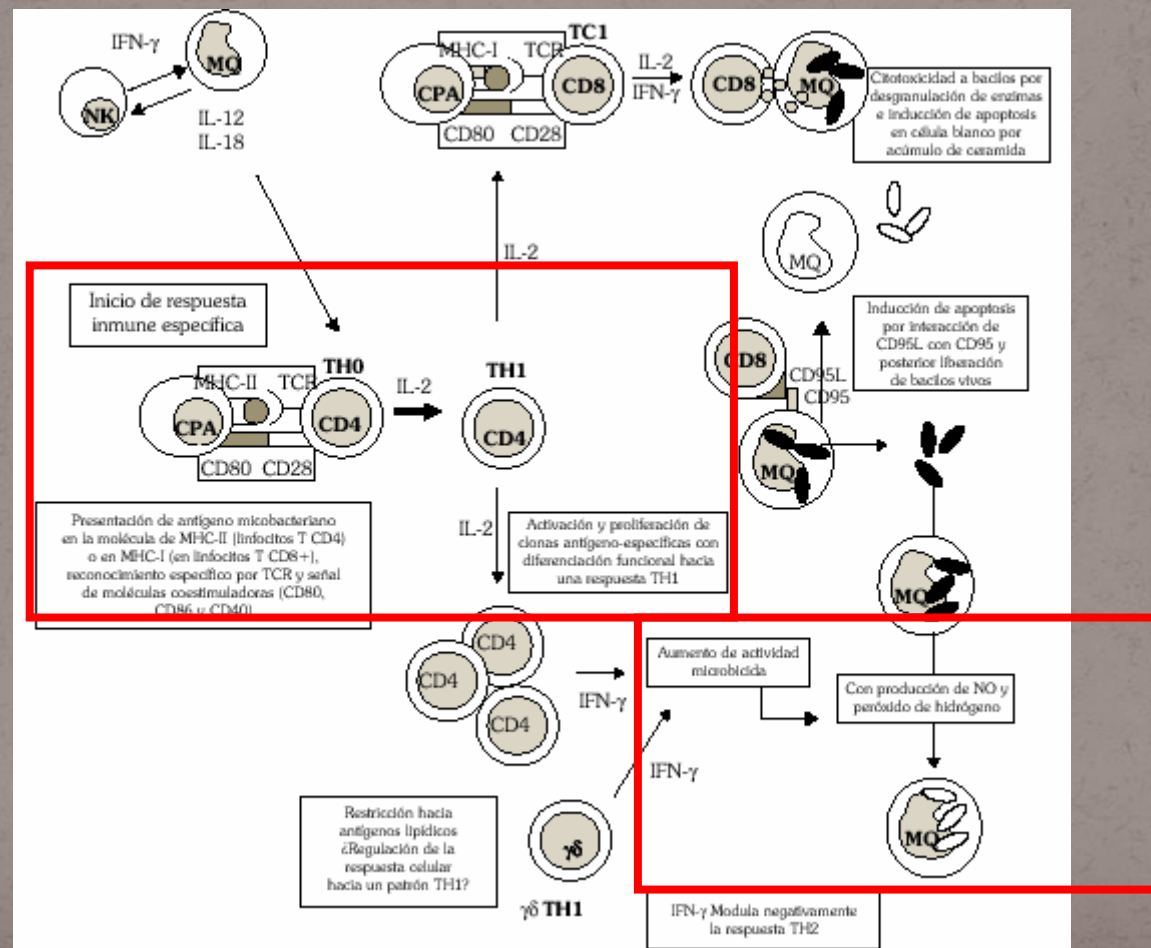 IFN-γ
MQ
NK
IL-12
IL-18
TC1
MHC-I TCR
CPA
CD8
CD80 CD28
IL-2
IFN-γ
CD8
MQ
Citotoxicidad a bacilos por
desgranulación de enzimas
e inducción de apoptosis
en célula blanco por
acúmulo de ceramida
MQ
IL-2
Inicio de respuesta
inmune específica
TH0
MHC-II TCR
CPA
CD4
CD80 CD28
IL-2
TH1
CD4
CD8
CD95L
CD95
MQ
Inducción de apoptosis
por interacción de
CD95L con CD95 y
posterior liberación
de bacilos vivos
Presentación de antígeno micobacteriano
en la molécula de MHC-II (linfocitos T CD4)
o en MHC-I (en linfocitos T CD8+),
reconocimiento específico por TCR y señal
de moléculas coestimuladoras (CD80,
CD86 y CD40)
IL-2
Activación y proliferación de
clonas antígeno-específicas con
diferenciación funcional hacia
una respuesta TH1
MQ
CD4
CD4
CD4
IFN-γ
Aumento de actividad
microbicida
Con producción de NO y
peróxido de hidrógeno
IFN-γ
MQ
Restricción hacia
antígenos lipídicos
¿Regulación de la
respuesta celular
hacia un patrón TH1?
γδ
γδ TH1
IFN-γ Modula negativamente
la respuesta TH2